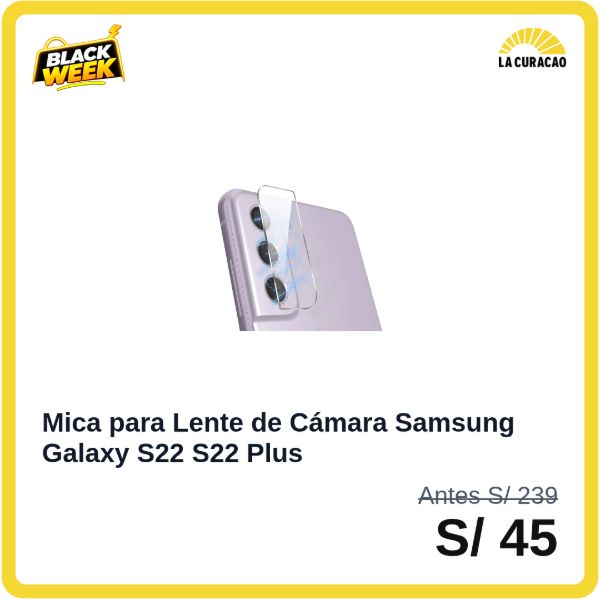 BLACK
WEEK
LA CURACAO
Mica para Lente de Cámara Samsung
Galaxy S22 S22 Plus
Antes S/ 239
S/ 45